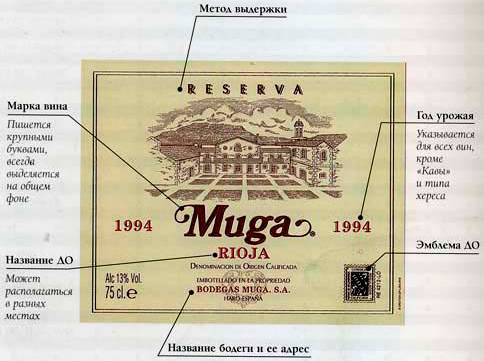 Метод выдержки
RESERVA
Марка вина
Пишется
крупными
буквами,
всегда
выделяется
на общем
фоне
Год урожая
Указывается
для всех вин,
кроме
«Кавы»
и типа
хереса
1994
Muga
1994
RIOJA
DENOMINACION DE ORIGEN CALIFICADA
Название ДО
Может
располагаться
в разных
местах
Эмблема ДО
Alc 13% Vol.
75 cl. e
EMBOTELLADO EN LA PROPIEDAD
BODEGAS MUGA, S.A.
HARO-ESPAÑA
Название бодеги и ее адрес